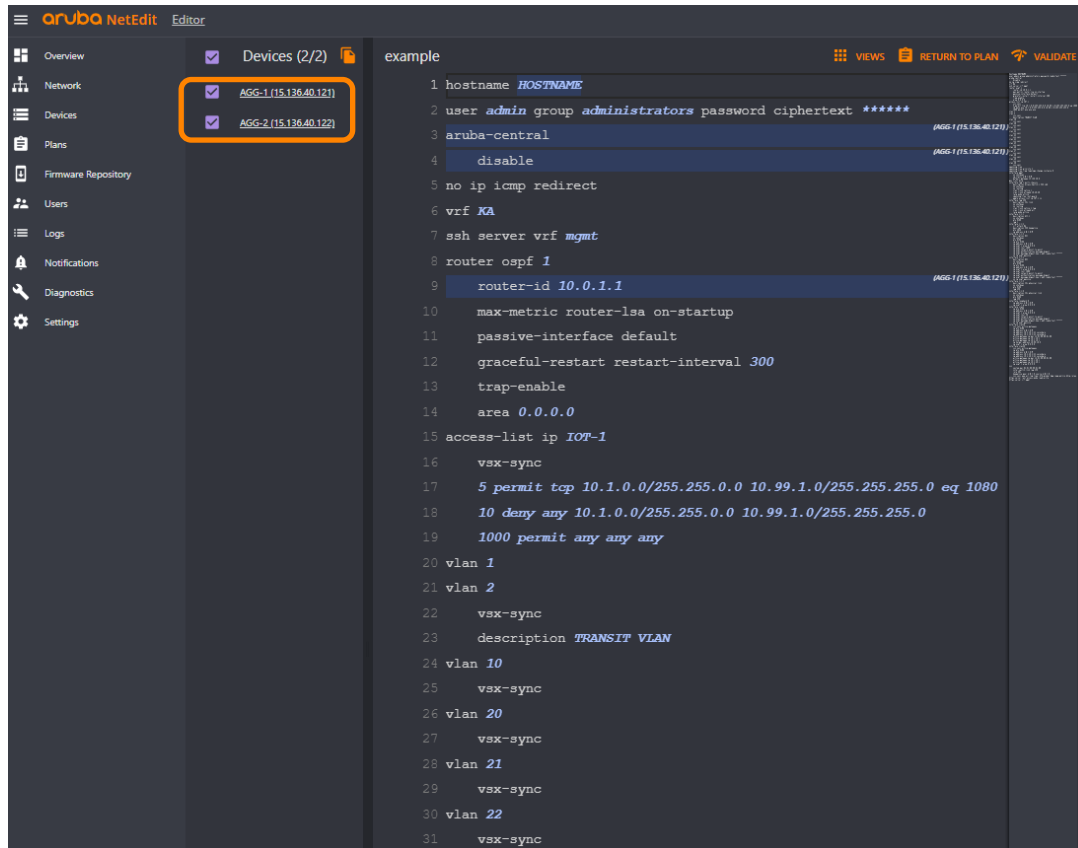 aruba NetEdit Editor
Overview
Network
Devices
Plans
Firmware Repository
Users
Logs
Notifications
Diagnostics
Settings
Devices (2/2)
AGG-1 (15.136.40.121)
AGG-2 (15.136.40.122)
example
VIEWS RETURN TO PLAN VALIDATE
1 hostname HOSTNAME
2 user admin group administrators password ciphertext ******
3 aruba-central (AGG-1 (15.136.40.121))
4 disable (AGG-1 (15.136.40.121))
5 no ip icmp redirect
6 vrf KA
7 ssh server vrf mgmt
8 router ospf 1
9 router-id 10.0.1.1 (AGG-1 (15.136.40.121))
10 max-metric router-lsa on-startup
11 passive-interface default
12 graceful-restart restart-interval 300
13 trap-enable
14 area 0.0.0.0
15 access-list ip IOT-1
16 vsx-sync
17 5 permit tcp 10.1.0.0/255.255.0.0 10.99.1.0/255.255.255.0 eq 1080
18 10 deny any 10.1.0.0/255.255.0.0 10.99.1.0/255.255.255.0
19 1000 permit any any any
20 vlan 1
21 vlan 2
22 vsx-sync
23 description TRANSIT VLAN
24 vlan 10
25 vsx-sync
26 vlan 20
27 vsx-sync
28 vlan 21
29 vsx-sync
30 vlan 22
31 vsx-sync